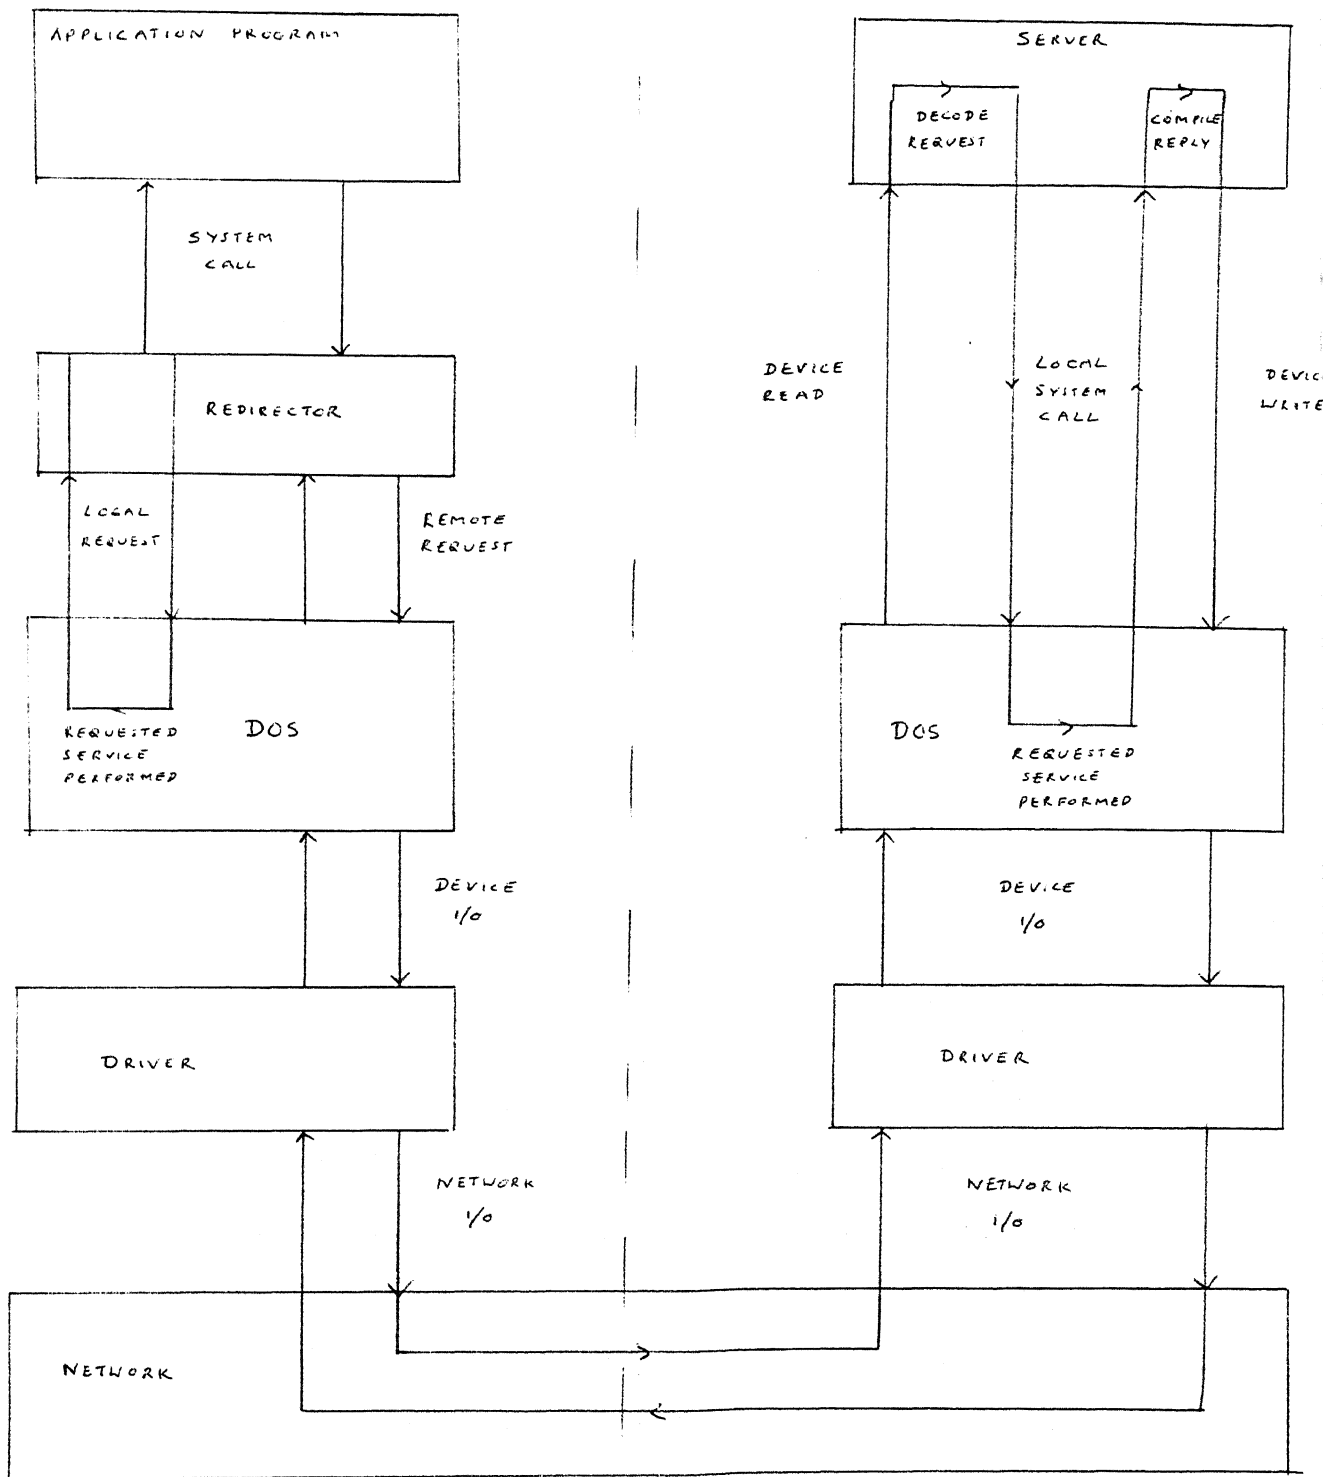 APPLICATION PROGRAM
SERVER
DECODE
REQUEST
COMPILE
REPLY
SYSTEM
CALL
REDIRECTOR
DEVICE
READ
LOCAL
SYSTEM
CALL
DEVICE
WRITE
LOCAL
REQUEST
REMOTE
REQUEST
DOS
REQUESTED
SERVICE
PERFORMED
DOS
REQUESTED
SERVICE
PERFORMED
DEVICE
I/O
DEVICE
I/O
DRIVER
DRIVER
NETWORK
I/O
NETWORK
I/O
NETWORK